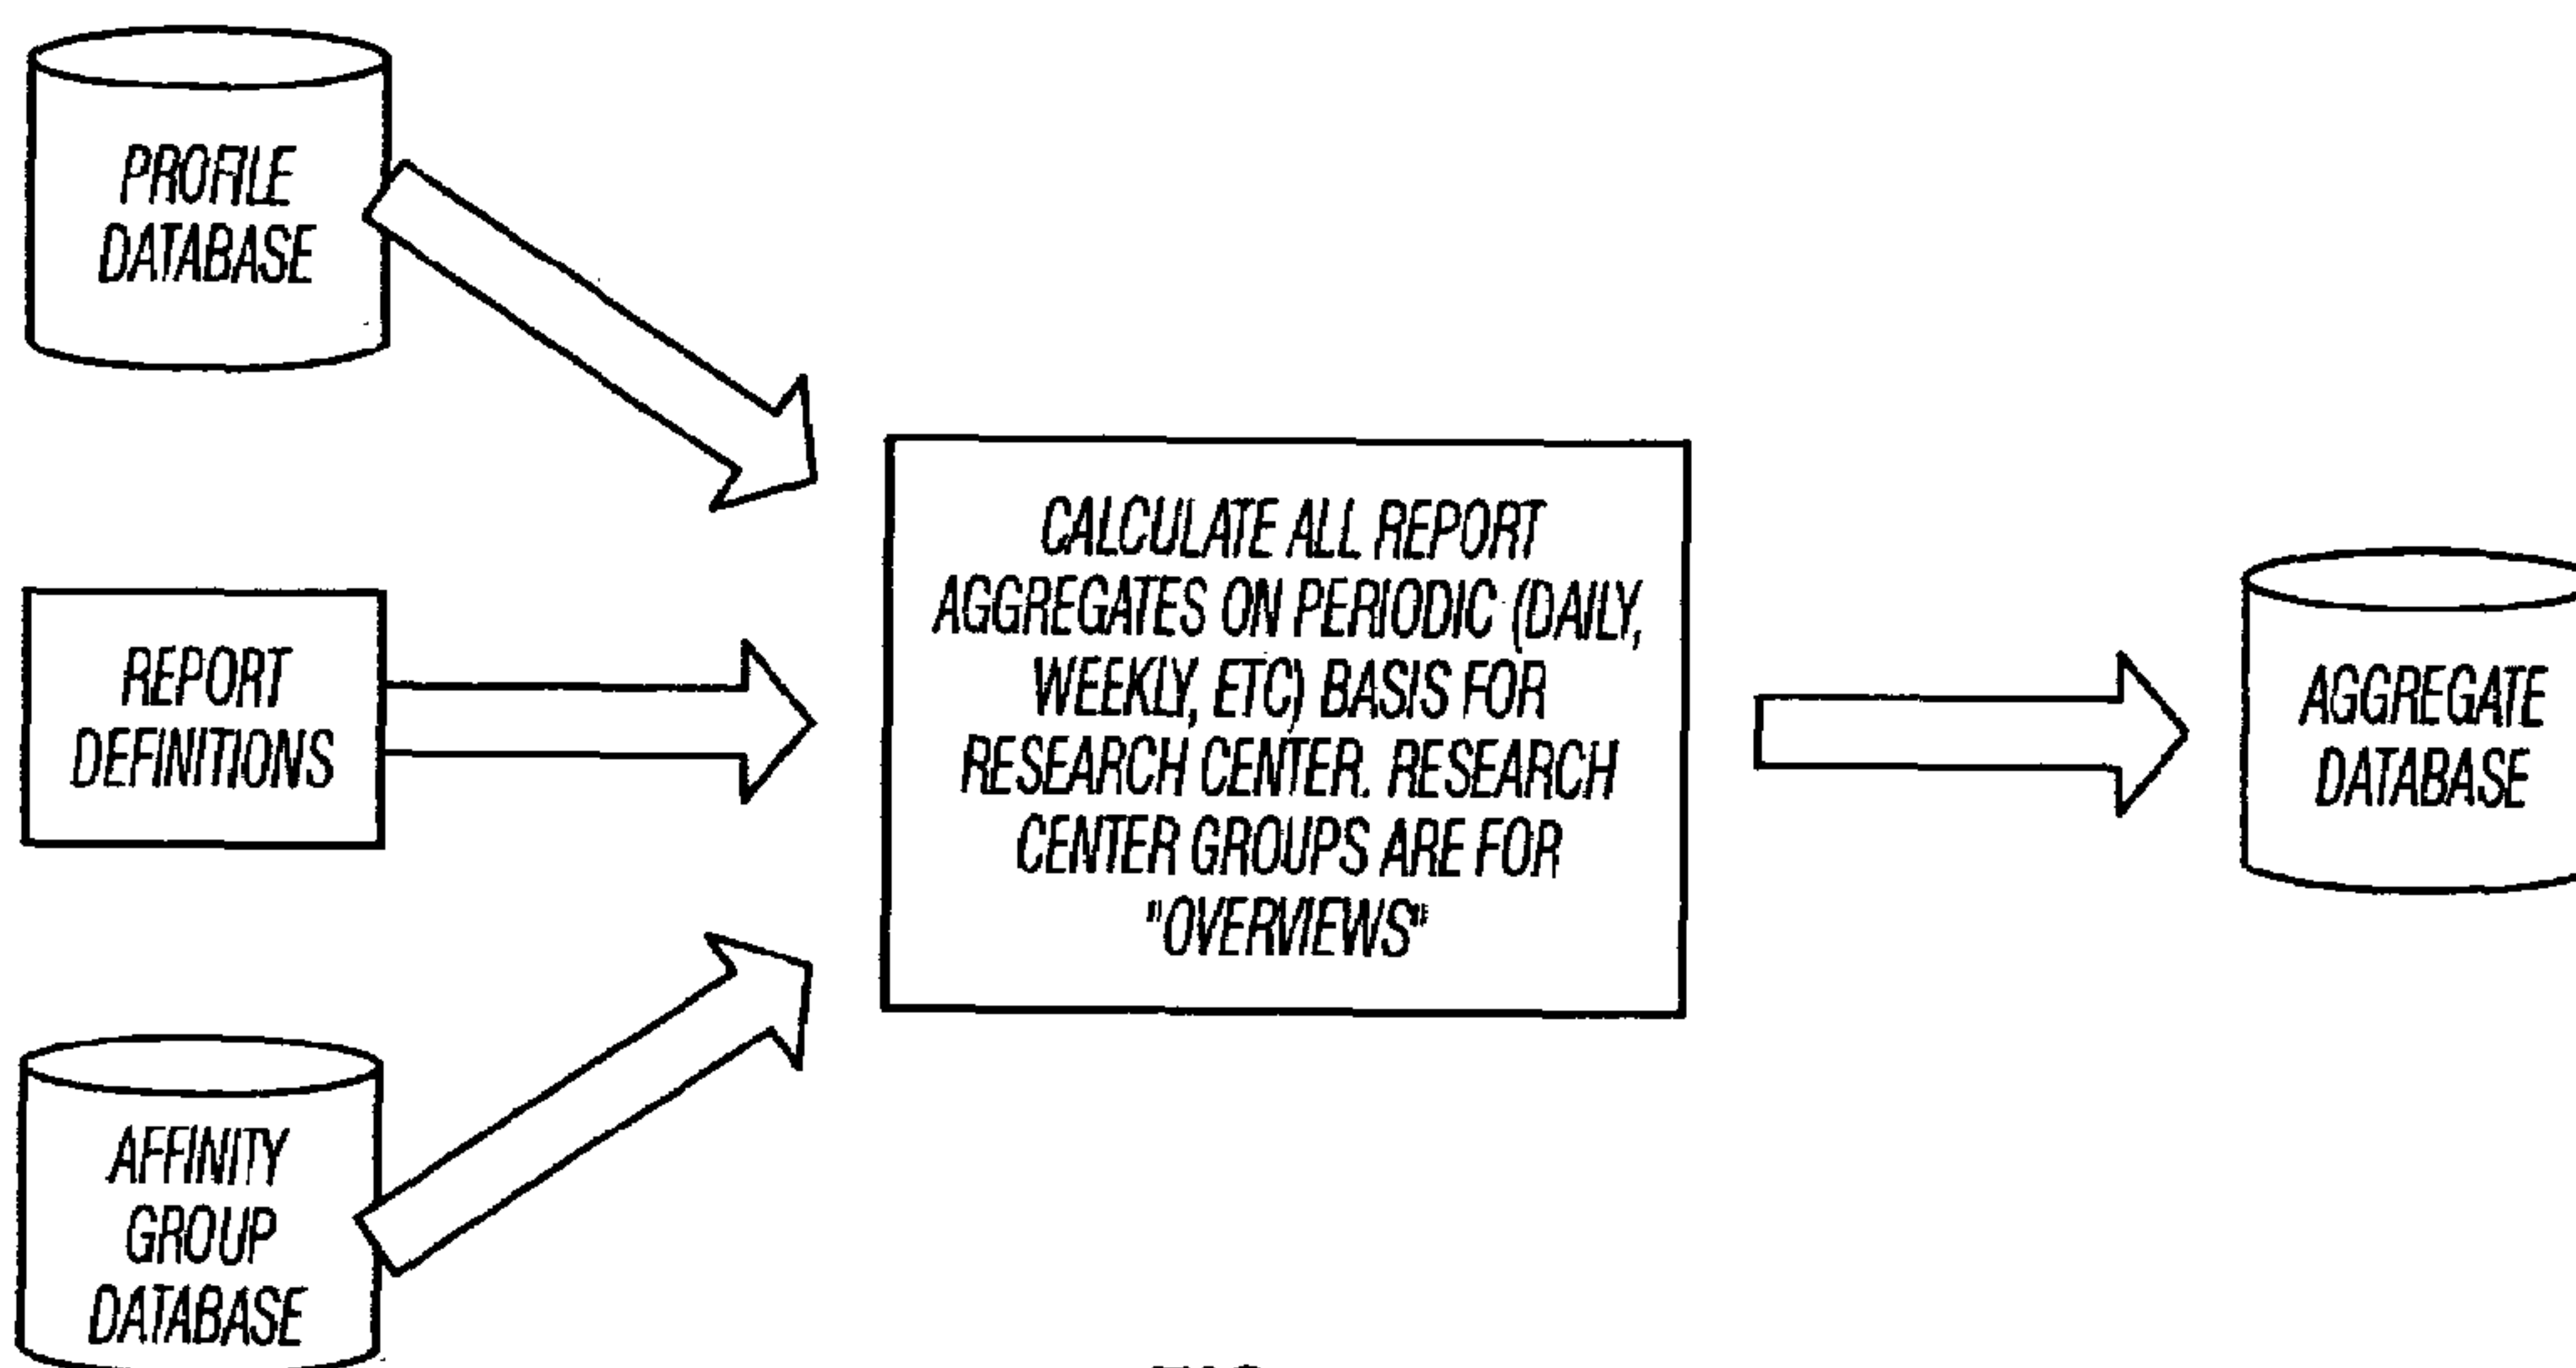 PROFILE
DATABASE
REPORT
DEFINITIONS
AFFINITY
GROUP
DATABASE
CALCULATE ALL REPORT
AGGREGATES ON PERIODIC (DAILY,
WEEKLY, ETC) BASIS FOR
RESEARCH CENTER. RESEARCH
CENTER GROUPS ARE FOR
"OVERVIEWS"
AGGREGATE
DATABASE